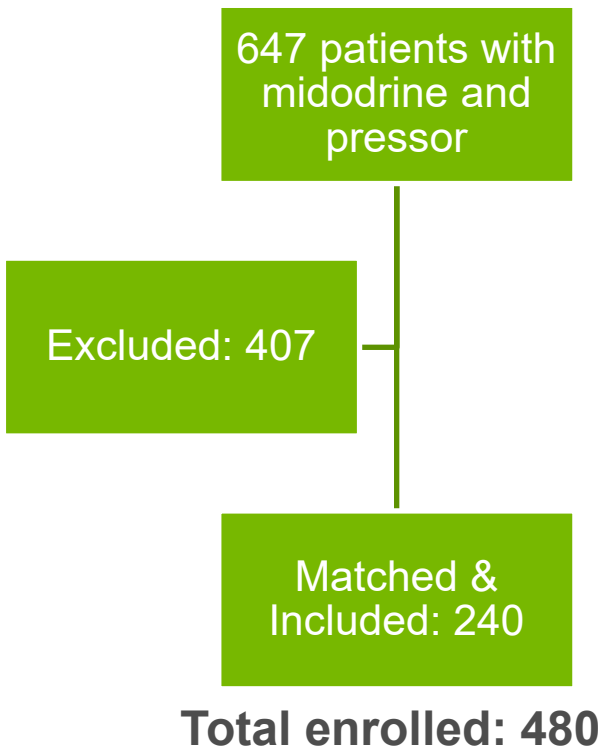 647 patients with
midodrine and
pressor
Excluded: 407
Matched &
Included: 240
Total enrolled: 480